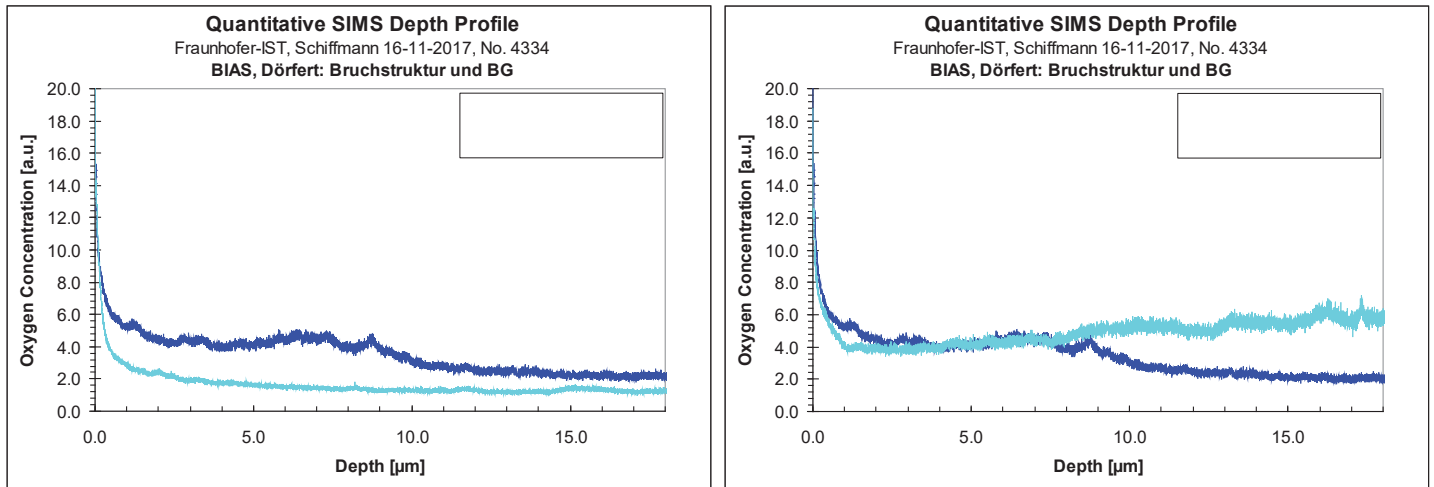 Quantitative SIMS Depth Profile
Fraunhofer-IST, Schiffmann 16-11-2017, No. 4334
BIAS, Dörfert: Bruchstruktur und BG
Oxygen Concentration [a.u.]
20.0
18.0
16.0
14.0
12.0
10.0
8.0
6.0
4.0
2.0
0.0
0.0 5.0 10.0 15.0
Depth [µm]
Quantitative SIMS Depth Profile
Fraunhofer-IST, Schiffmann 16-11-2017, No. 4334
BIAS, Dörfert: Bruchstruktur und BG
Oxygen Concentration [a.u.]
20.0
18.0
16.0
14.0
12.0
10.0
8.0
6.0
4.0
2.0
0.0
0.0 5.0 10.0 15.0
Depth [µm]